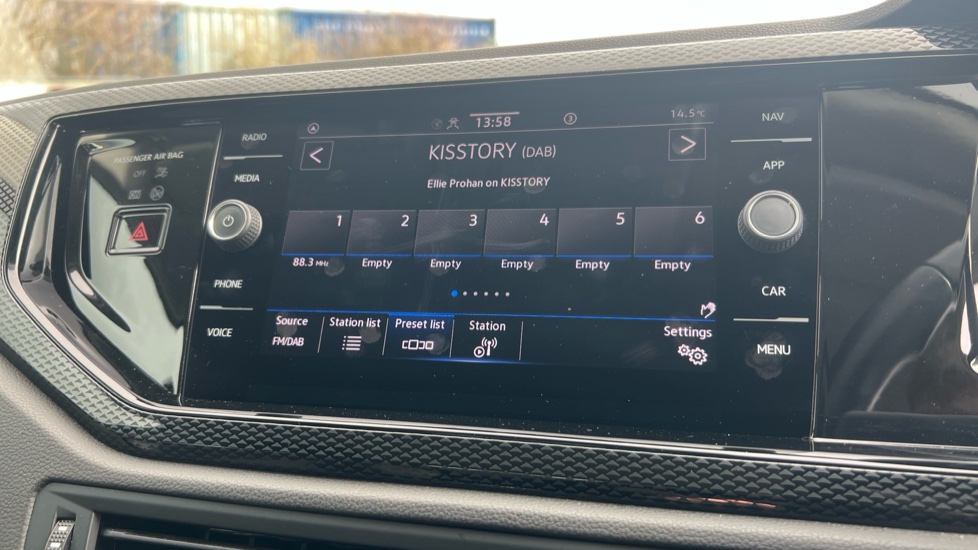 PASSENGER AIR BAG
OFF
RADIO
MEDIA
PHONE
VOICE
13:58
3
14.5°C
KISSTORY (DAB)
Ellie Prohan on KISSTORY
1 2 3 4 5 6
88.3 MHz Empty Empty Empty Empty Empty
Source Station list Preset list Station Settings
FM/DAB
NAV
APP
CAR
MENU